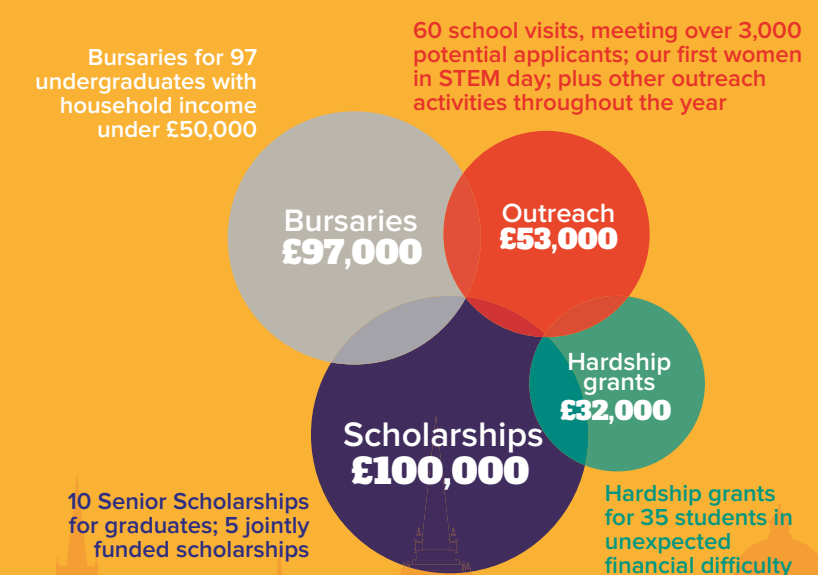 60 school visits, meeting over 3,000
potential applicants; our first women
in STEM day; plus other outreach
activities throughout the year
Bursaries for 97
undergraduates with
household income
under £50,000
Bursaries
£97,000
Outreach
£53,000
Hardship
grants
£32,000
Scholarships
£100,000
10 Senior Scholarships
for graduates; 5 jointly
funded scholarships
Hardship grants
for 35 students in
unexpected
financial difficulty